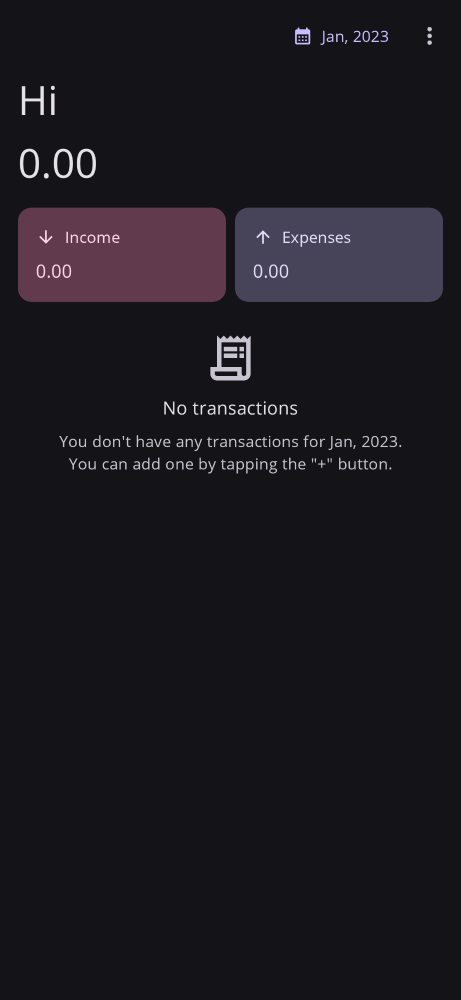 Jan, 2023
Hi
0.00
Income
0.00
Expenses
0.00
No transactions
You don't have any transactions for Jan, 2023.
You can add one by tapping the "+" button.